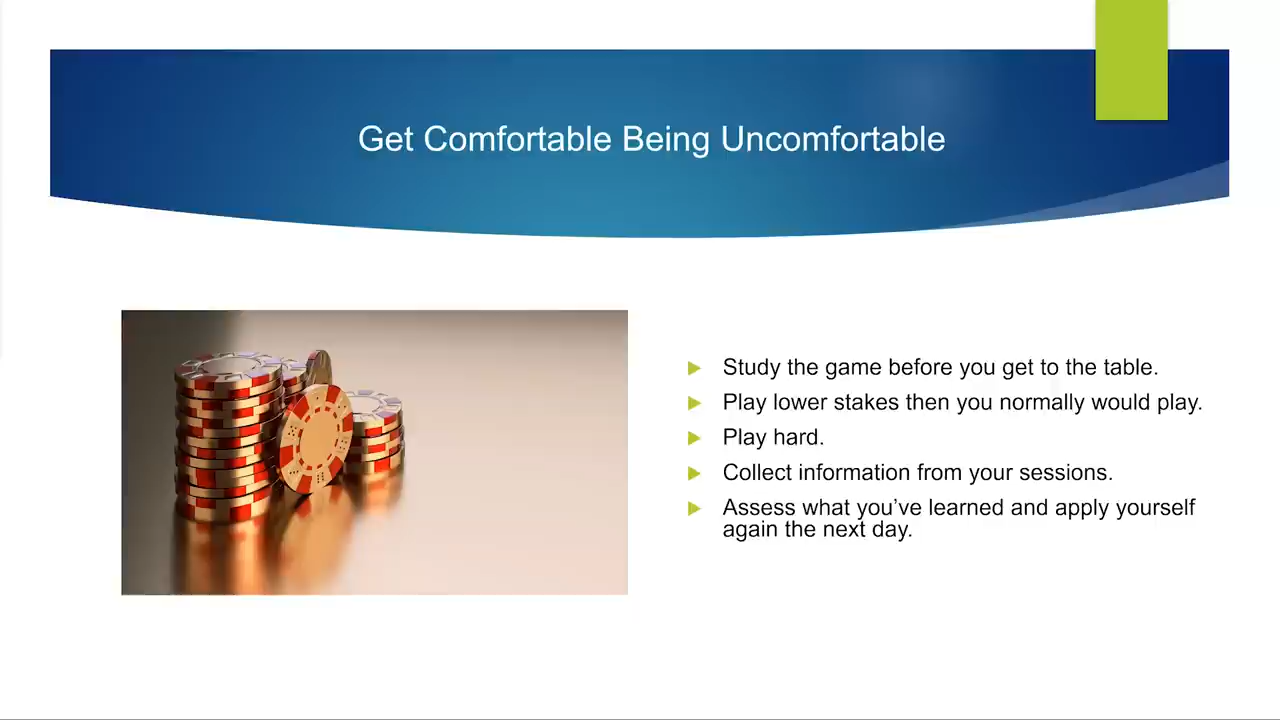 Get Comfortable Being Uncomfortable
Study the game before you get to the table.
Play lower stakes then you normally would play.
Play hard.
Collect information from your sessions.
Assess what you’ve learned and apply yourself
again the next day.